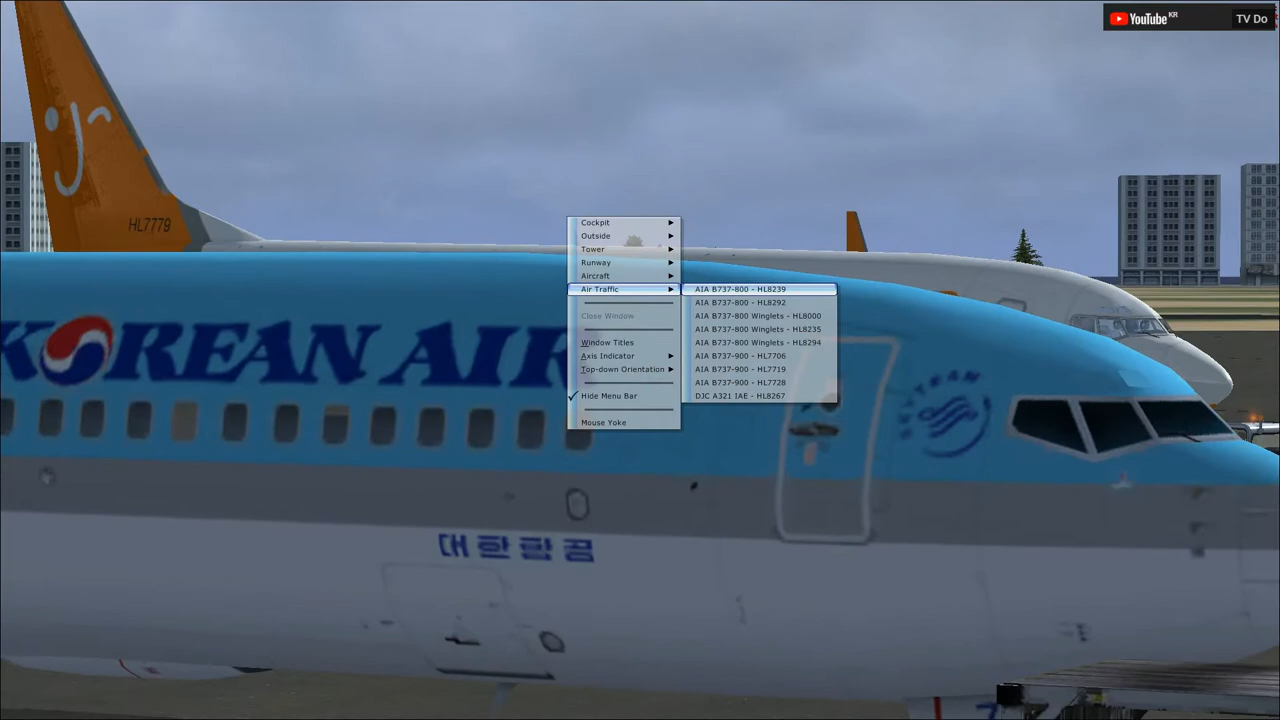 YouTube KR TV Do
HL7779
Cockpit
Outside
Tower
Runway
Aircraft
Air Traffic
Close Window
Window Titles
Axis Indicator
Top-down Orientation
Hide Menu Bar
Mouse Yoke
AIA B737-800 - HL8239
AIA B737-800 - HL8292
AIA B737-800 Winglets - HL8000
AIA B737-800 Winglets - HL8235
AIA B737-800 Winglets - HL8294
AIA B737-900 - HL7706
AIA B737-900 - HL7719
AIA B737-900 - HL7728
DJC A321 IAE - HL8267
KOREAN AIR
SKYTEAM
대한항공